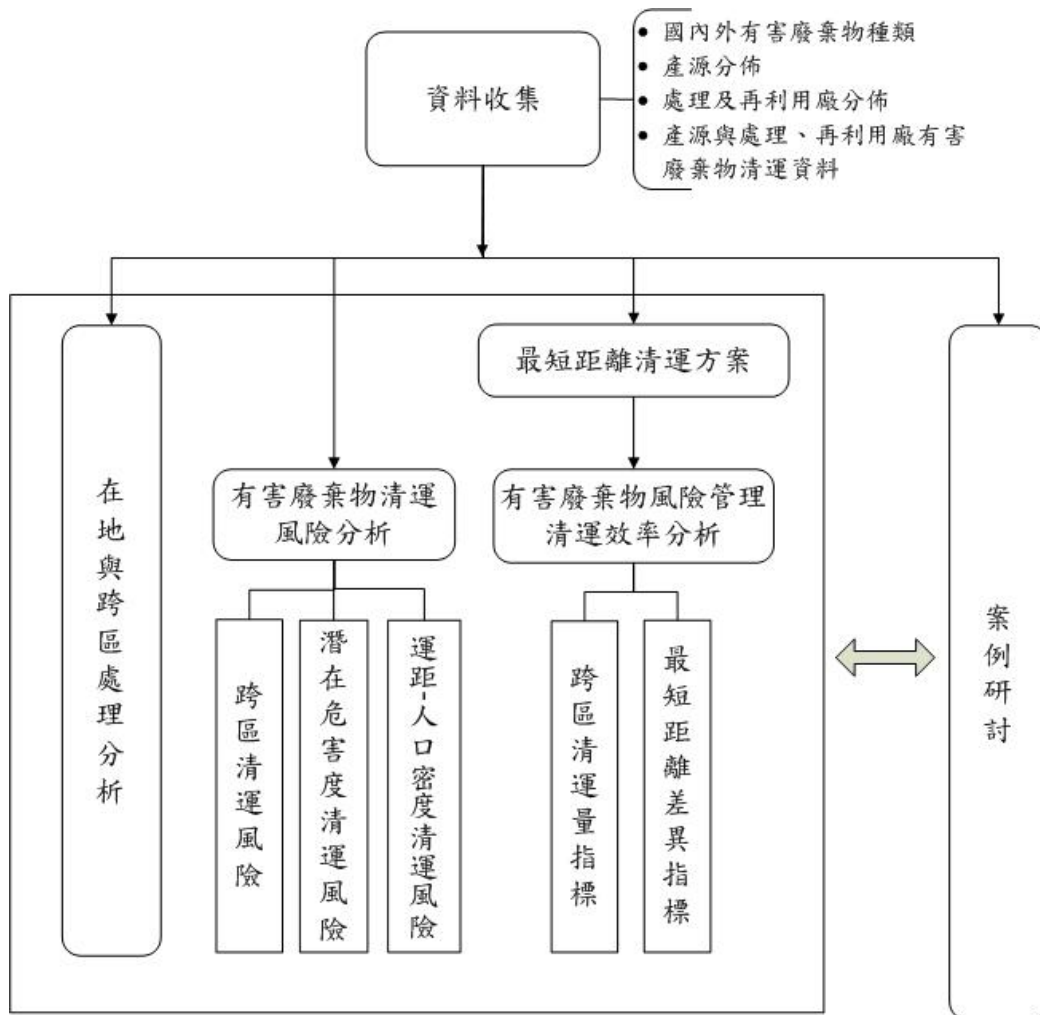 資料收集
• 國內外有害廢棄物種類
• 產源分佈
• 處理及再利用廠分佈
• 產源與處理、再利用廠有害
廢棄物清運資料
在地與跨區處理分析
最短距離清運方案
有害廢棄物清運
風險分析
有害廢棄物風險管理
清運效率分析
跨區清運風險
潛在危害度清運風險
運距-人口密度清運風險
跨區清運量指標
最短距離差異指標
案例研討